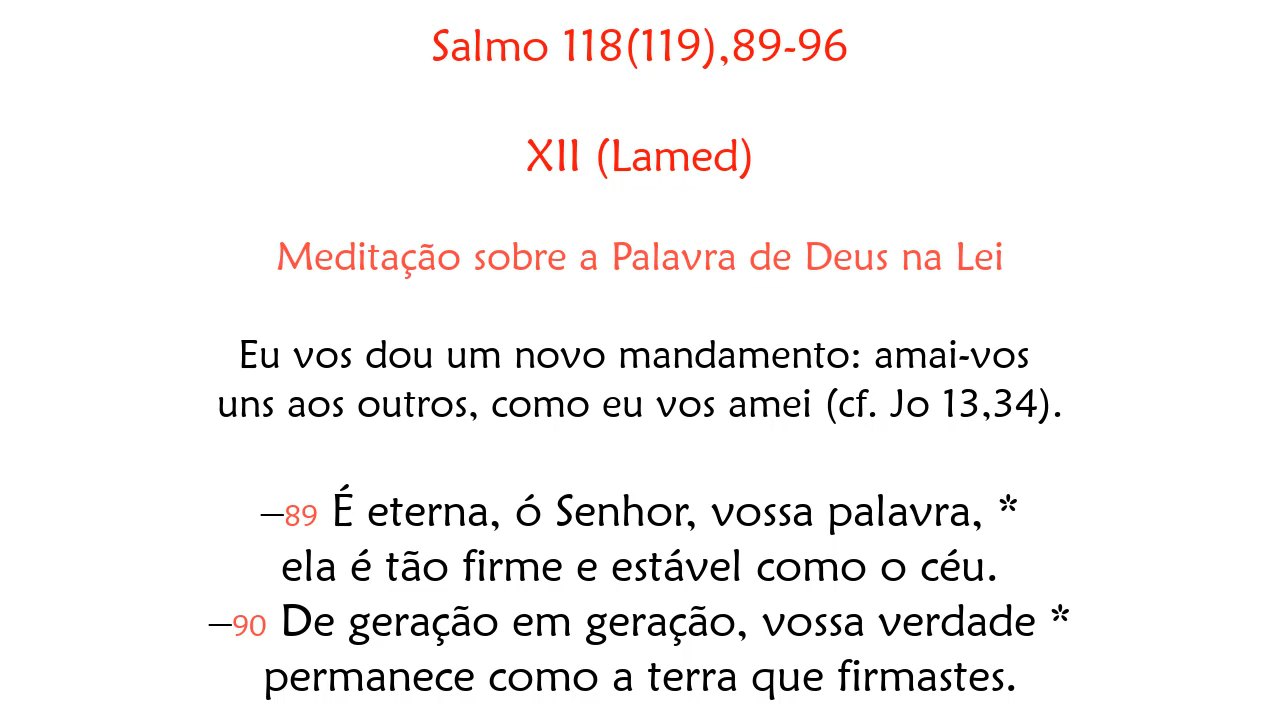 Salmo 118(119),89-96
XII (Lamed)
Meditação sobre a Palavra de Deus na Lei
Eu vos dou um novo mandamento: amai-vos
uns aos outros, como eu vos amei (cf. Jo 13,34).
–89 É eterna, ó Senhor, vossa palavra, *
ela é tão firme e estável como o céu.
–90 De geração em geração, vossa verdade *
permanece como a terra que firmastes.